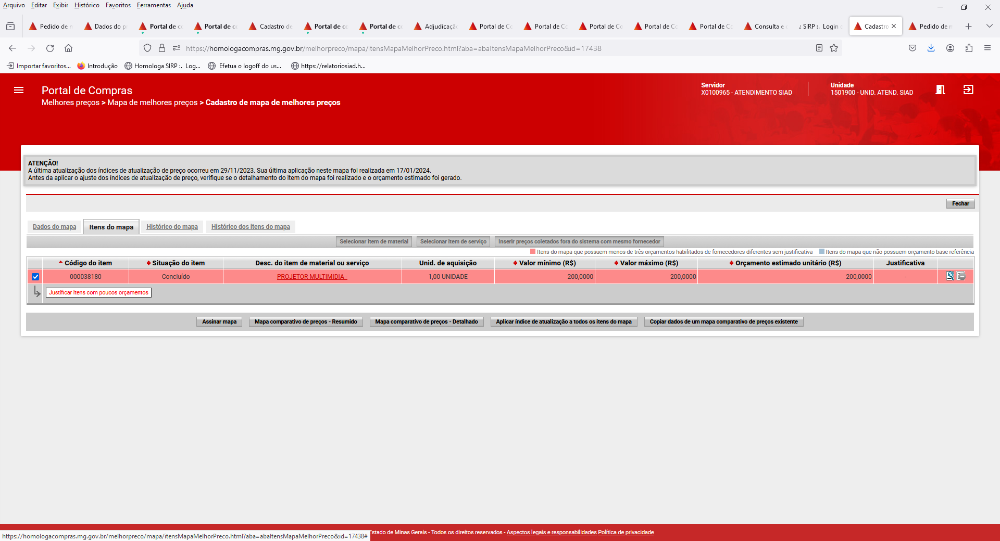 Arquivo Editar Exibir Histórico Favoritos Ferramentas Ajuda
Pedido de Dados do Portal de Portal de Cadastro Portal de Portal de Adjudicação Portal de Portal de Portal de Portal de Portal de Consulta e .: SIRP :. Login Cadastro Pedido de
https://homologacompras.mg.gov.br/melhorpreco/mapa/itensMapaMelhorPreco.html?aba=abaItensMapaMelhorPreco&id=17438
Importar favoritos... Introdução Homologa SIRP :. Log... Efetua o logoff do us... https://relatoriosiad.h...
Portal de Compras
Melhores preços > Mapa de melhores preços > Cadastro de mapa de melhores preços
Servidor
X0100965 - ATENDIMENTO SIAD
Unidade
1501900 - UNID. ATEND. SIAD
ATENÇÃO!
A última atualização dos índices de atualização de preço ocorreu em 29/11/2023. Sua última aplicação neste mapa foi realizada em 17/01/2024.
Antes da aplicar o ajuste dos índices de atualização de preço, verifique se o detalhamento do item do mapa foi realizado e o orçamento estimado foi gerado.
Fechar
Dados do mapa Itens do mapa Histórico do mapa Histórico dos itens do mapa
Selecionar item de material Selecionar item de serviço Inserir preços coletados fora do sistema com mesmo fornecedor
Itens do mapa que possuem menos de três orçamentos habilitados de fornecedores diferentes sem justificativa Itens do mapa que não possuem orçamento base referência
Código do item Situação do item Desc. do item de material ou serviço Unid. de aquisição Valor mínimo (R$) Valor máximo (R$) Orçamento estimado unitário (R$) Justificativa
000038180 Concluído PROJETOR MULTIMIDIA - 1,00 UNIDADE 200,0000 200,0000 200,0000 -
Justificar itens com poucos orçamentos
Assinar mapa Mapa comparativo de preços - Resumido Mapa comparativo de preços - Detalhado Aplicar índice de atualização a todos os itens do mapa Copiar dados de um mapa comparativo de preços existente
Estado de Minas Gerais - Todos os direitos reservados - Aspectos legais e responsabilidades Política de privacidade
https://homologacompras.mg.gov.br/melhorpreco/mapa/itensMapaMelhorPreco.html?aba=abaItensMapaMelhorPreco&id=17438#